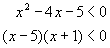 x² − 4x − 5 < 0
(x − 5)(x + 1) < 0